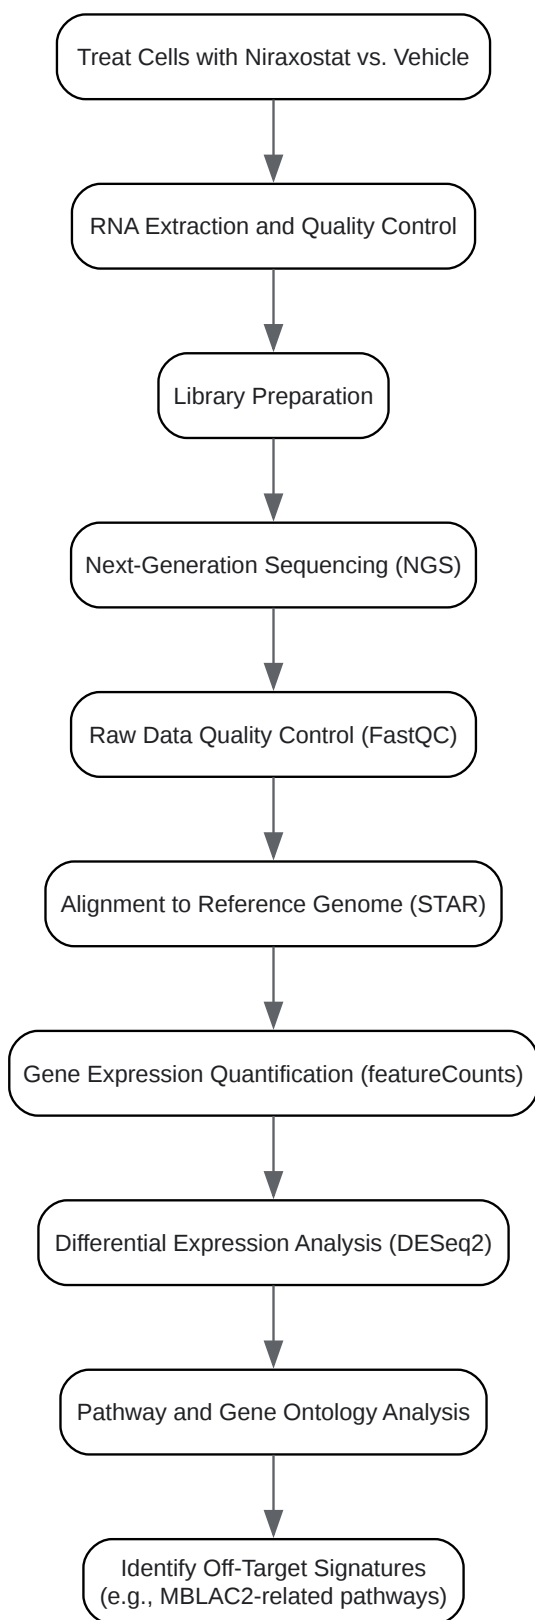 Treat Cells with Niraxostat vs. Vehicle
RNA Extraction and Quality Control
Library Preparation
Next-Generation Sequencing (NGS)
Raw Data Quality Control (FastQC)
Alignment to Reference Genome (STAR)
Gene Expression Quantification (featureCounts)
Differential Expression Analysis (DESeq2)
Pathway and Gene Ontology Analysis
Identify Off-Target Signatures
(e.g., MBLAC2-related pathways)